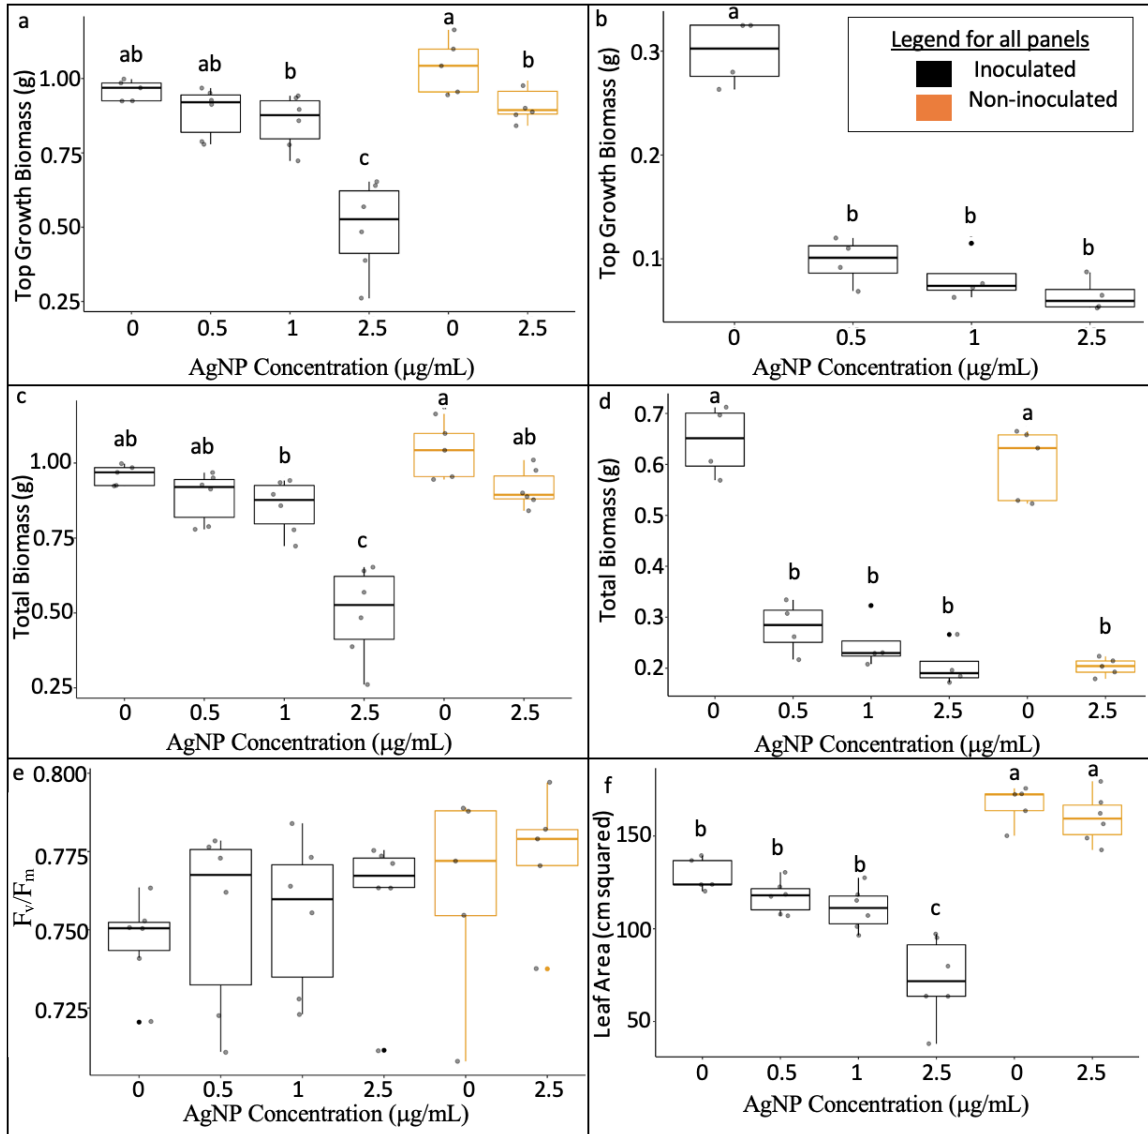 a
Top Growth Biomass (g)
1.00
0.75
0.50
0.25
ab
ab
b
c
a
b
0
0.5
1
2.5
0
2.5
AgNP Concentration (μg/mL)
b
Top Growth Biomass (g)
0.3
0.2
0.1
a
b
b
b
0
0.5
1
2.5
AgNP Concentration (μg/mL)
Legend for all panels
Inoculated
Non-inoculated
c
Total Biomass (g)
1.00
0.75
0.50
0.25
ab
ab
b
c
a
ab
0
0.5
1
2.5
0
2.5
AgNP Concentration (μg/mL)
d
Total Biomass (g)
0.7
0.6
0.5
0.4
0.3
0.2
a
b
b
b
a
b
0
0.5
1
2.5
0
2.5
AgNP Concentration (μg/mL)
e
Fv/Fm
0.800
0.775
0.750
0.725
0
0.5
1
2.5
0
2.5
AgNP Concentration (μg/mL)
f
Leaf Area (cm squared)
150
100
50
b
b
b
c
a
a
0
0.5
1
2.5
0
2.5
AgNP Concentration (μg/mL)